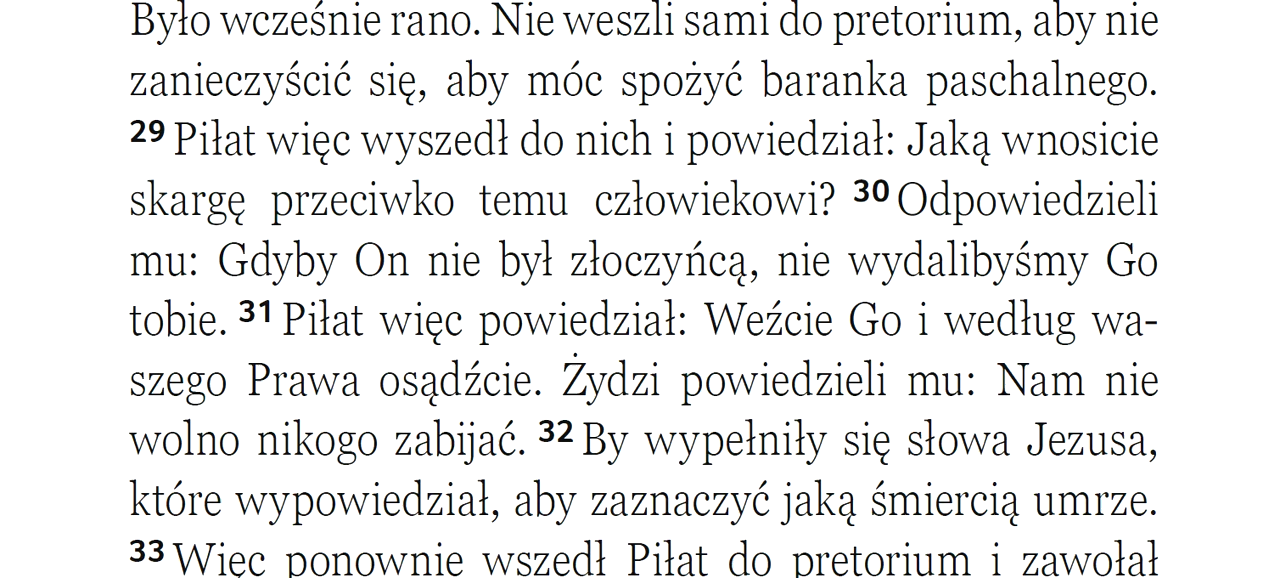 Było wcześnie rano. Nie weszli sami do pretorium, aby nie
zanieczyścić się, aby móc spożyć baranka paschalnego.
29 Piłat więc wyszedł do nich i powiedział: Jaką wnosicie
skargę przeciwko temu człowiekowi? 30 Odpowiedzieli
mu: Gdyby On nie był złoczyńcą, nie wydalibyśmy Go
tobie. 31 Piłat więc powiedział: Weźcie Go i według wa-
szego Prawa osądźcie. Żydzi powiedzieli mu: Nam nie
wolno nikogo zabijać. 32 By wypełniły się słowa Jezusa,
które wypowiedział, aby zaznaczyć jaką śmiercią umrze.
33 Więc ponownie wszedł Piłat do pretorium i zawołał